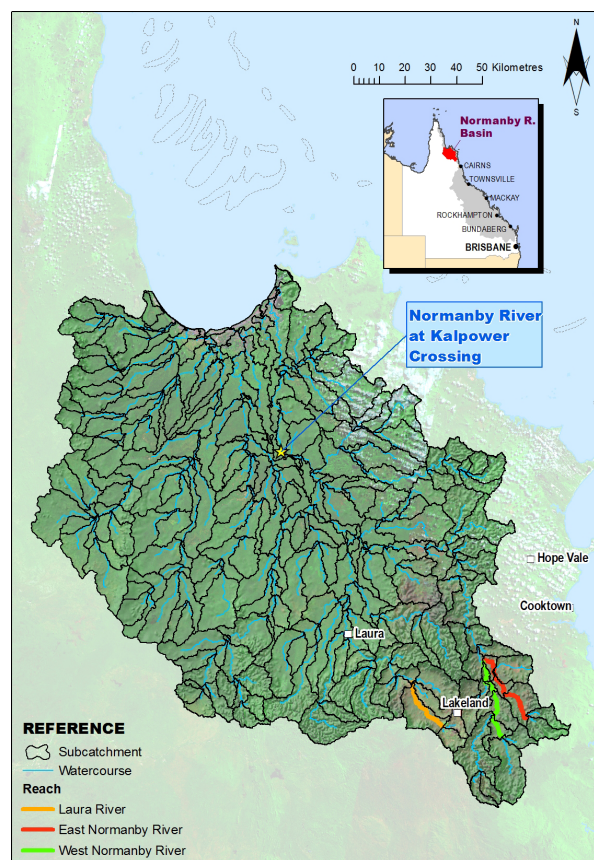 N
S
0 10 20 30 40 50 Kilometres
Normanby R.
Basin
CAIRNS
TOWNSVILLE
MACKAY
ROCKHAMPTON
BUNDABERG
BRISBANE
Normanby River
at Kalpower
Crossing
Hope Vale
Cooktown
Laura
Lakeland
REFERENCE
Subcatchment
Watercourse
Reach
Laura River
East Normanby River
West Normanby River